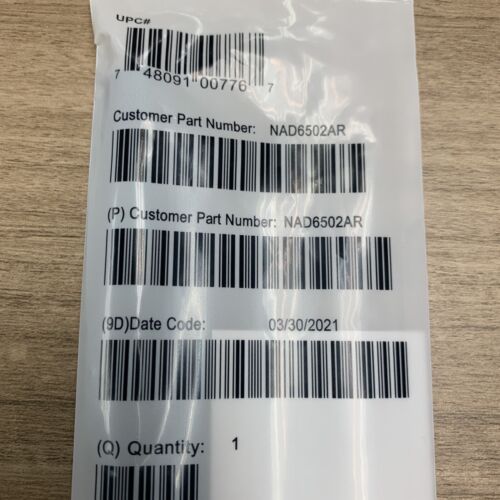 UPC#
7 48091 00776 7
Customer Part Number: NAD6502AR
(P) Customer Part Number: NAD6502AR
(9D)Date Code: 03/30/2021
(Q) Quantity: 1